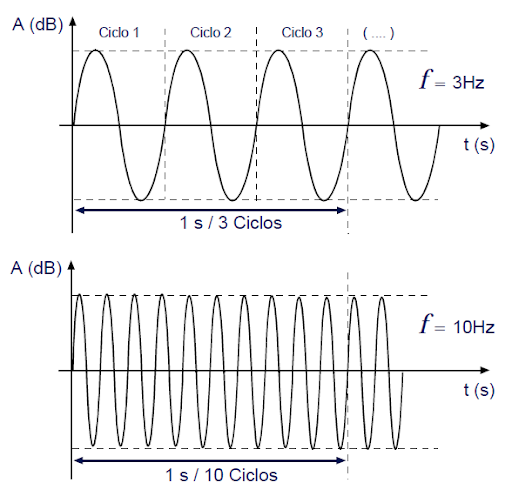 A (dB)
Ciclo 1
Ciclo 2
Ciclo 3
( .... )
f = 3Hz
t (s)
1 s / 3 Ciclos
A (dB)
f = 10Hz
t (s)
1 s / 10 Ciclos